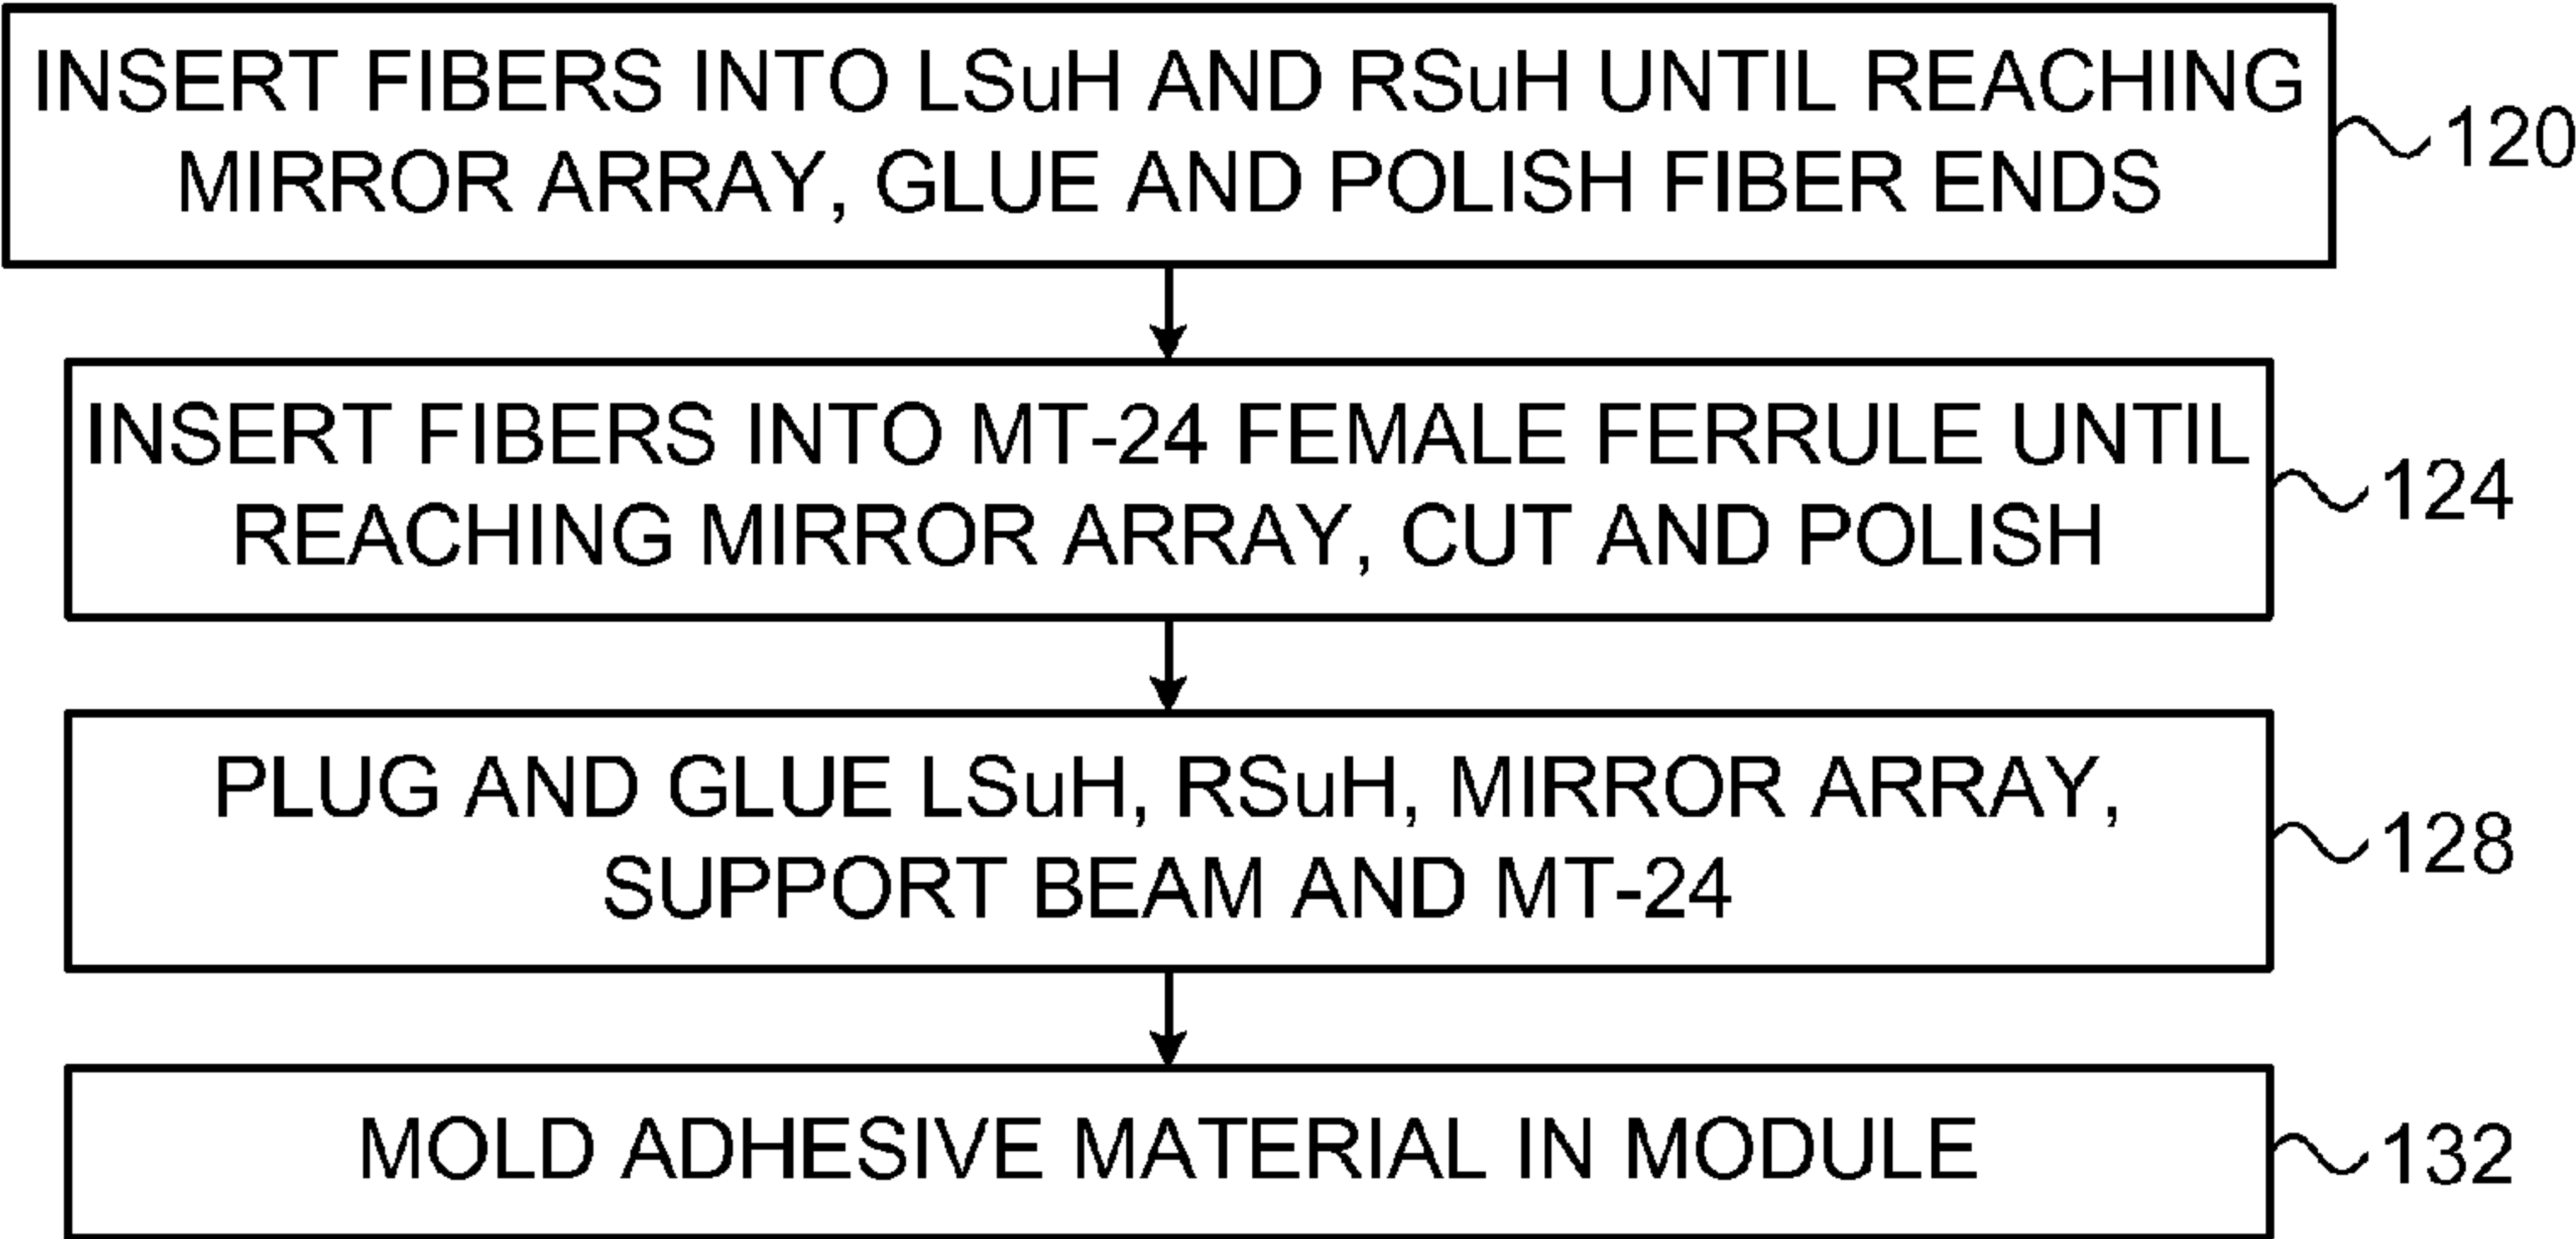 INSERT FIBERS INTO LSuH AND RSuH UNTIL REACHING
MIRROR ARRAY, GLUE AND POLISH FIBER ENDS
120
INSERT FIBERS INTO MT-24 FEMALE FERRULE UNTIL
REACHING MIRROR ARRAY, CUT AND POLISH
124
PLUG AND GLUE LSuH, RSuH, MIRROR ARRAY,
SUPPORT BEAM AND MT-24
128
MOLD ADHESIVE MATERIAL IN MODULE
132